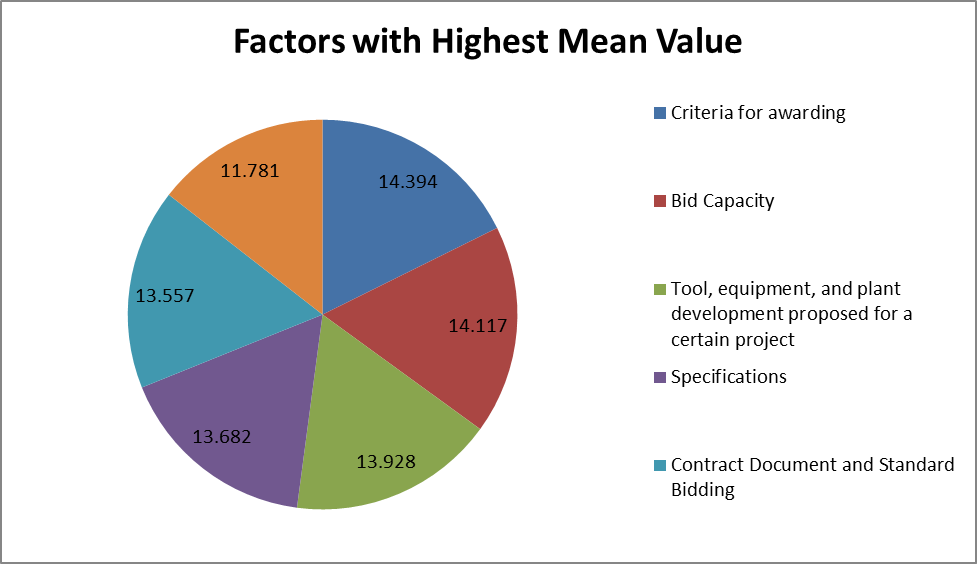 Factors with Highest Mean Value
11.781
14.394
13.557
14.117
13.682
13.928
Criteria for awarding
Bid Capacity
Tool, equipment, and plant
development proposed for a
certain project
Specifications
Contract Document and Standard
Bidding